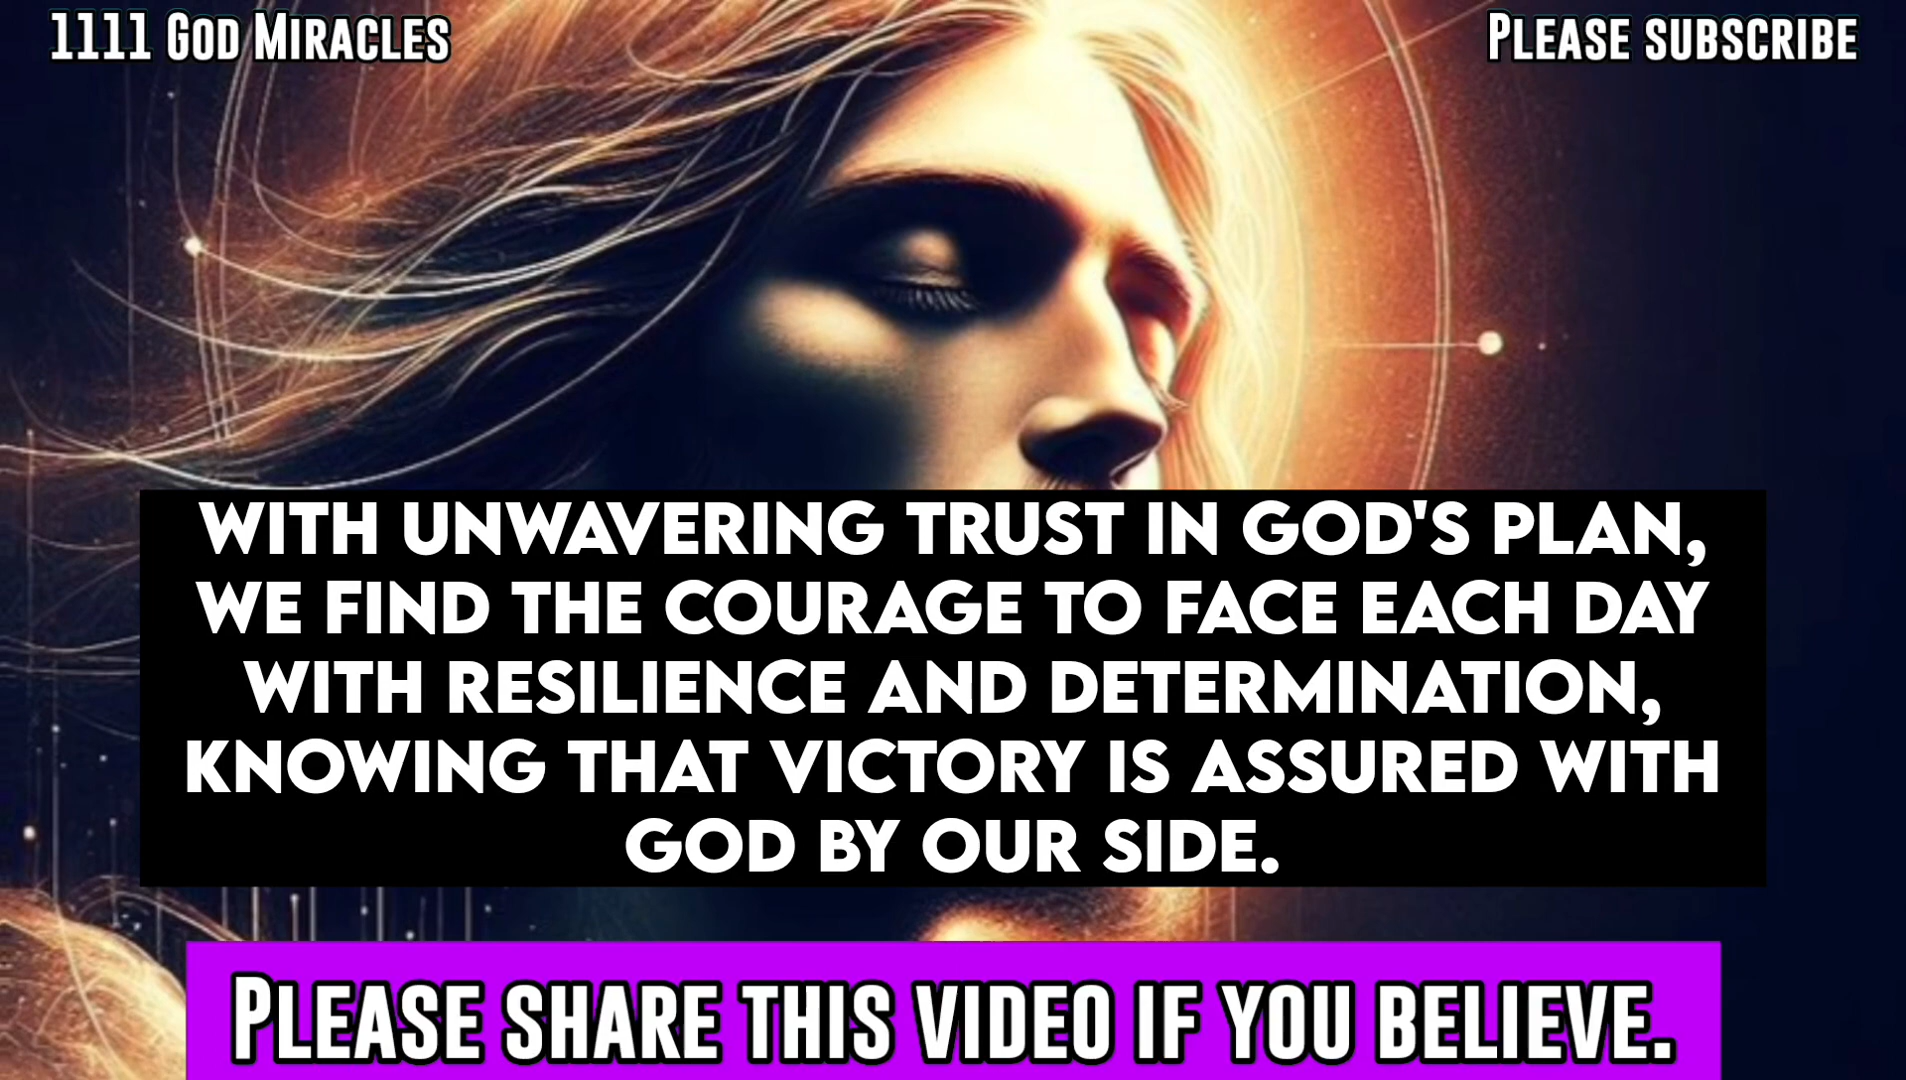 1111 God Miracles
Please subscribe
WITH UNWAVERING TRUST IN GOD'S PLAN,
WE FIND THE COURAGE TO FACE EACH DAY
WITH RESILIENCE AND DETERMINATION,
KNOWING THAT VICTORY IS ASSURED WITH
GOD BY OUR SIDE.
Please share this video if you believe.